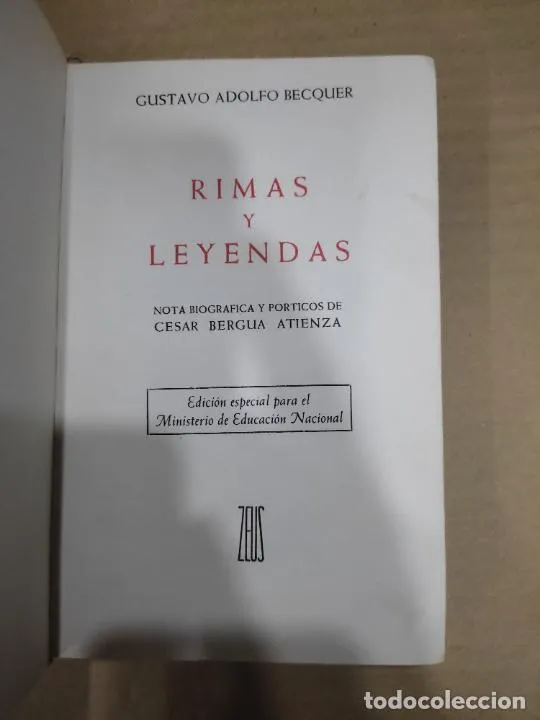 GUSTAVO ADOLFO BECQUER
RIMAS
Y
LEYENDAS
NOTA BIOGRAFICA Y PORTICOS DE
CESAR BERGUA ATIENZA
Edición especial para el
Ministerio de Educación Nacional
ZEUS
todocoleccion